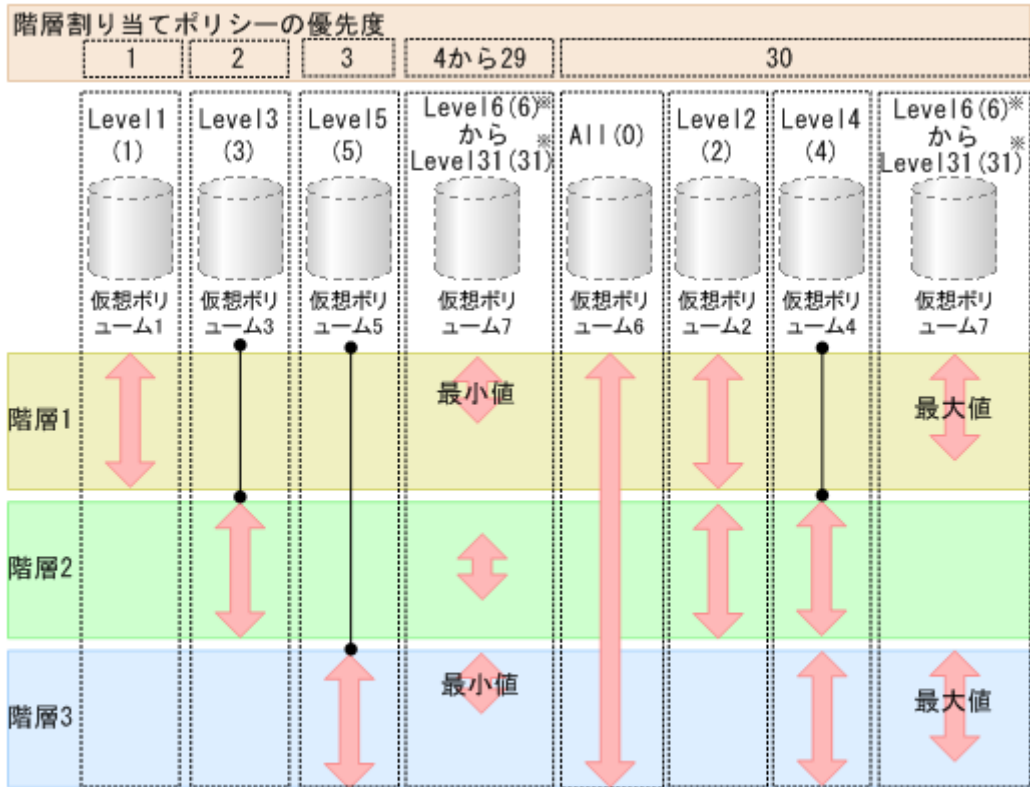 階層割り当てポリシーの優先度
1
2
3
4から29
30
Level1
(1)
Level3
(3)
Level5
(5)
Level6(6)※
から
Level31(31)※
All(0)
Level2
(2)
Level4
(4)
Level6(6)※
から
Level31(31)※
仮想ボリ
ューム1
仮想ボリ
ューム3
仮想ボリ
ューム5
仮想ボリ
ューム7
仮想ボリ
ューム6
仮想ボリ
ューム2
仮想ボリ
ューム4
仮想ボリ
ューム7
階層1
最小値
最大値
階層2
階層3
最小値
最大値